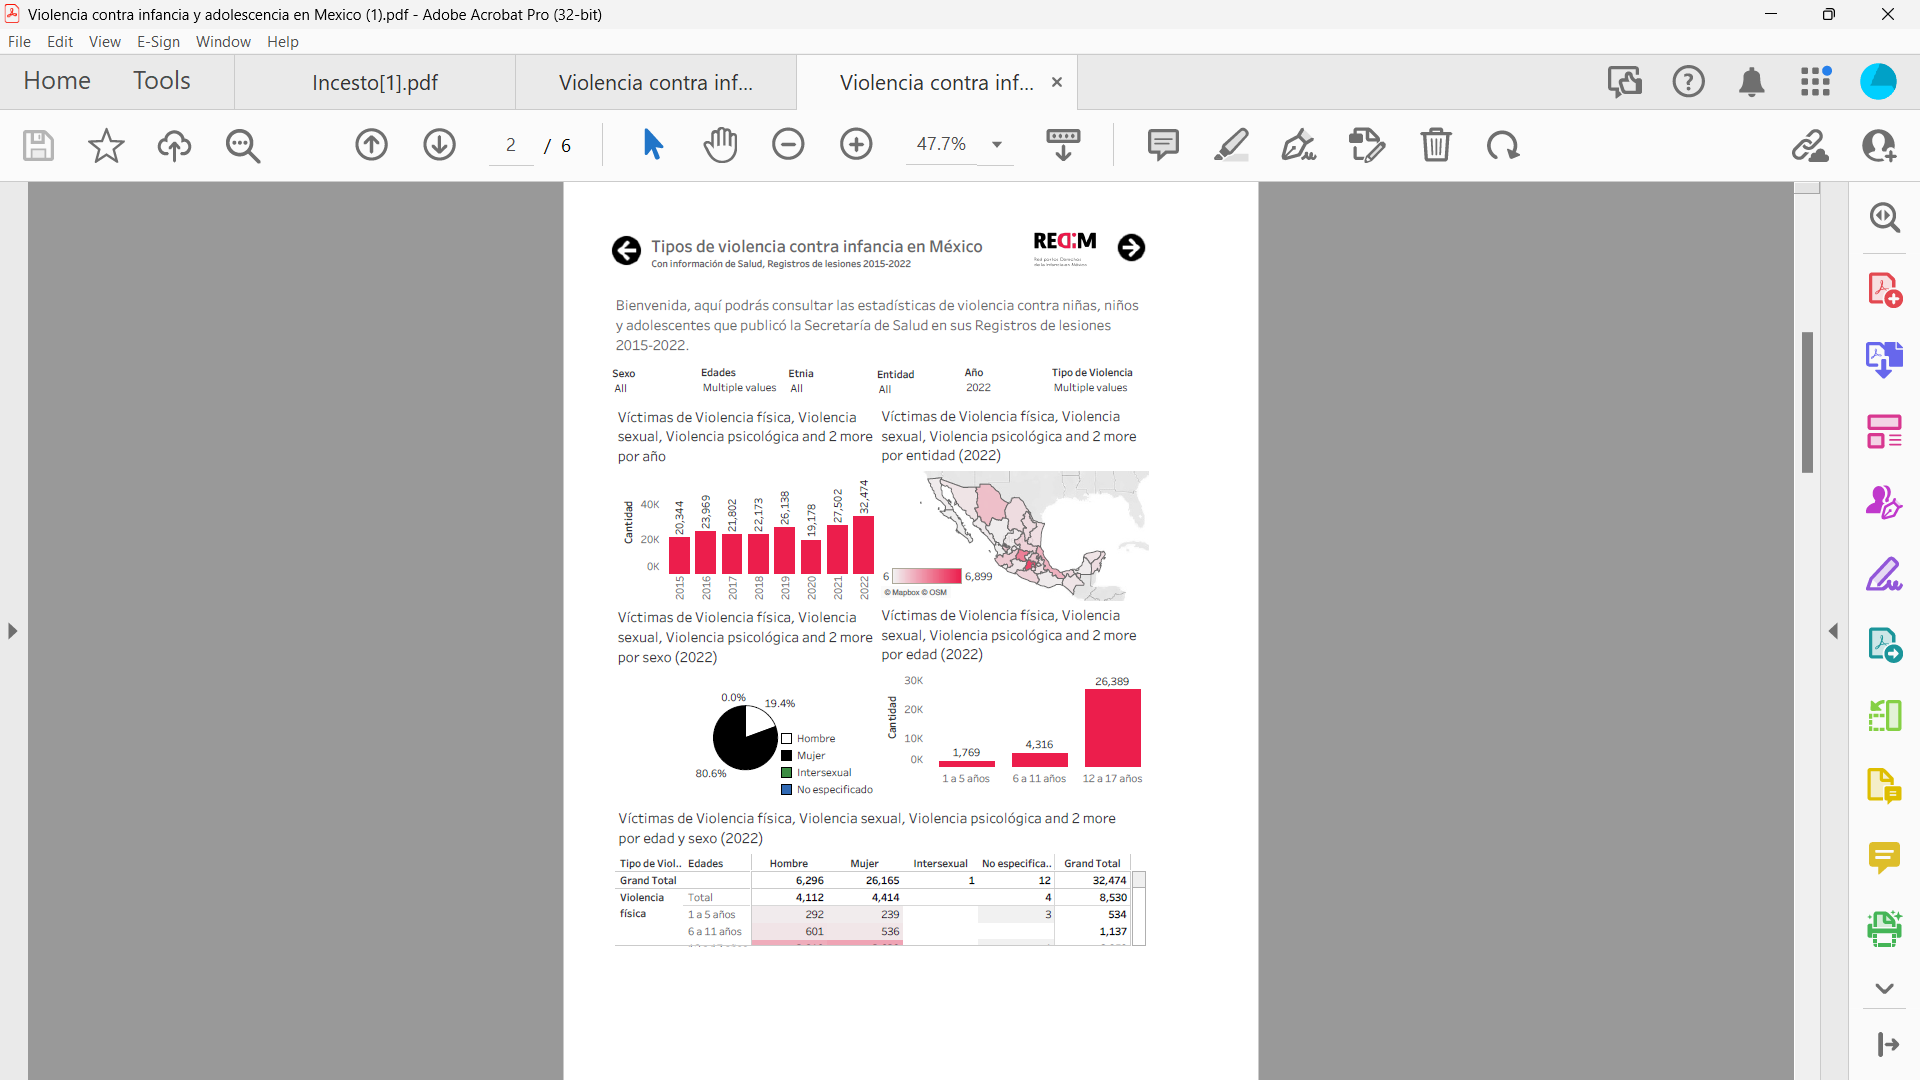 Violencia contra infancia y adolescencia en Mexico (1).pdf - Adobe Acrobat Pro (32-bit)
File Edit View E-Sign Window Help
Home Tools Incesto[1].pdf Violencia contra inf... Violencia contra inf... ×
2 / 6 47.7%
Tipos de violencia contra infancia en México
Con información de Salud, Registros de lesiones 2015-2022
REDIM
Red por los Derechos
de la Infancia en México
Bienvenida, aquí podrás consultar las estadísticas de violencia contra niñas, niños
y adolescentes que publicó la Secretaría de Salud en sus Registros de lesiones
2015-2022.
Sexo Edades Etnia Entidad Año Tipo de Violencia
All Multiple values All All 2022 Multiple values
Víctimas de Violencia física, Violencia
sexual, Violencia psicológica and 2 more
por año
Cantidad
40K
20K
0K
20,344 23,969 21,802 22,173 26,138 19,178 27,502 32,474
2015 2016 2017 2018 2019 2020 2021 2022
Víctimas de Violencia física, Violencia
sexual, Violencia psicológica and 2 more
por entidad (2022)
6 6,899
© Mapbox © OSM
Víctimas de Violencia física, Violencia
sexual, Violencia psicológica and 2 more
por sexo (2022)
0.0%
19.4%
80.6%
Hombre
Mujer
Intersexual
No especificado
Víctimas de Violencia física, Violencia
sexual, Violencia psicológica and 2 more
por edad (2022)
Cantidad
30K
20K
10K
0K
1,769 4,316 26,389
1 a 5 años 6 a 11 años 12 a 17 años
Víctimas de Violencia física, Violencia sexual, Violencia psicológica and 2 more
por edad y sexo (2022)
Tipo de Viol.. Edades Hombre Mujer Intersexual No especifica.. Grand Total
Grand Total 6,296 26,165 1 12 32,474
Violencia Total 4,112 4,414 4 8,530
física 1 a 5 años 292 239 3 534
6 a 11 años 601 536 1,137